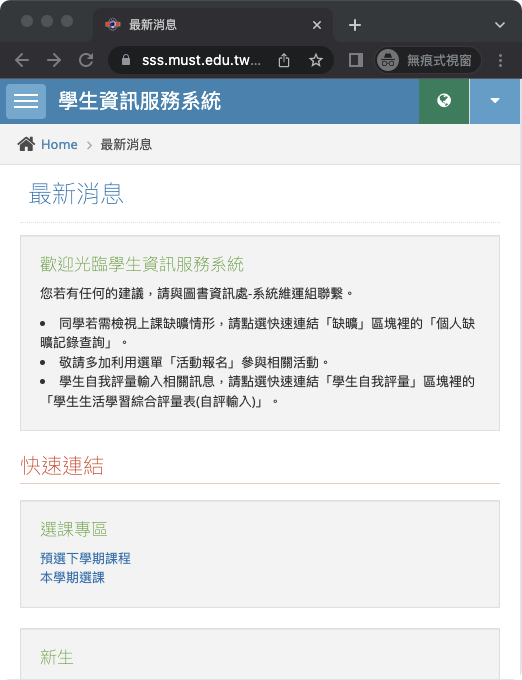 最新消息
sss.must.edu.tw...
無痕式視窗
學生資訊服務系統
Home
最新消息
最新消息
歡迎光臨學生資訊服務系統
您若有任何的建議，請與圖書資訊處-系統維運組聯繫。
• 同學若需檢視上課缺曠情形，請點選快速連結「缺曠」區塊裡的「個人缺
曠記錄查詢」。
• 敬請多加利用選單「活動報名」參與相關活動。
• 學生自我評量輸入相關訊息，請點選快速連結「學生自我評量」區塊裡的
「學生生活學習綜合評量表(自評輸入)」。
快速連結
選課專區
預選下學期課程
本學期選課
新生